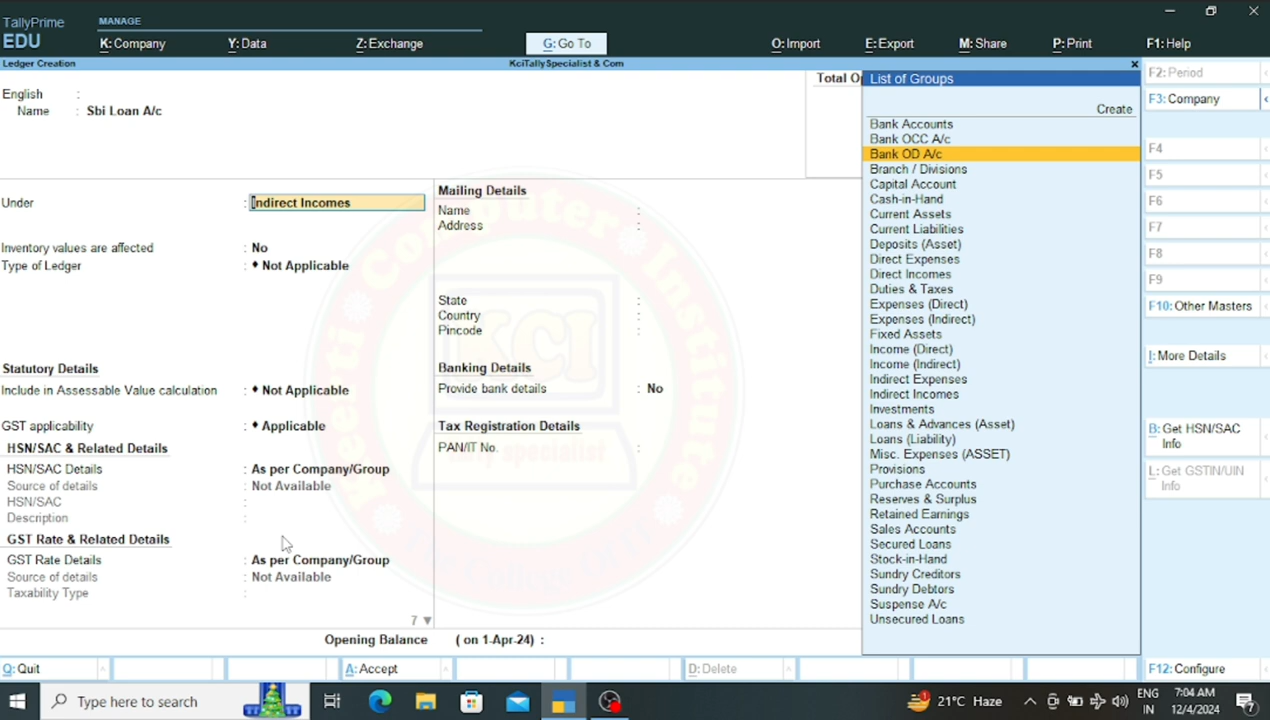 TallyPrime
EDU
MANAGE
K: Company
Y: Data
Z: Exchange
G: Go To
O: Import
E: Export
M: Share
P: Print
F1: Help
Ledger Creation
KciTallySpecialist & Com
English :
Name : Sbi Loan A/c
Total O
Under : Indirect Incomes
Inventory values are affected : No
Type of Ledger : ♦ Not Applicable
Statutory Details
Include in Assessable Value calculation : ♦ Not Applicable
GST applicability : ♦ Applicable
HSN/SAC & Related Details
HSN/SAC Details : As per Company/Group
Source of details : Not Available
HSN/SAC :
Description :
GST Rate & Related Details
GST Rate Details : As per Company/Group
Source of details : Not Available
Taxability Type :
7 ▼
Mailing Details
Name :
Address :
State :
Country :
Pincode :
Banking Details
Provide bank details : No
Tax Registration Details
PAN/IT No. :
Opening Balance ( on 1-Apr-24) :
List of Groups
Create
Bank Accounts
Bank OCC A/c
Bank OD A/c
Branch / Divisions
Capital Account
Cash-in-Hand
Current Assets
Current Liabilities
Deposits (Asset)
Direct Expenses
Direct Incomes
Duties & Taxes
Expenses (Direct)
Expenses (Indirect)
Fixed Assets
Income (Direct)
Income (Indirect)
Indirect Expenses
Indirect Incomes
Investments
Loans & Advances (Asset)
Loans (Liability)
Misc. Expenses (ASSET)
Provisions
Purchase Accounts
Reserves & Surplus
Retained Earnings
Sales Accounts
Secured Loans
Stock-in-Hand
Sundry Creditors
Sundry Debtors
Suspense A/c
Unsecured Loans
F2: Period
F3: Company
F4
F5
F6
F7
F8
F9
F10: Other Masters
I: More Details
B: Get HSN/SAC
Info
L: Get GSTIN/UIN
Info
F12: Configure
Q: Quit
A: Accept
D: Delete
Type here to search
21°C Haze
ENG
IN
7:04 AM
12/4/2024
7
KCI
Computer Institute